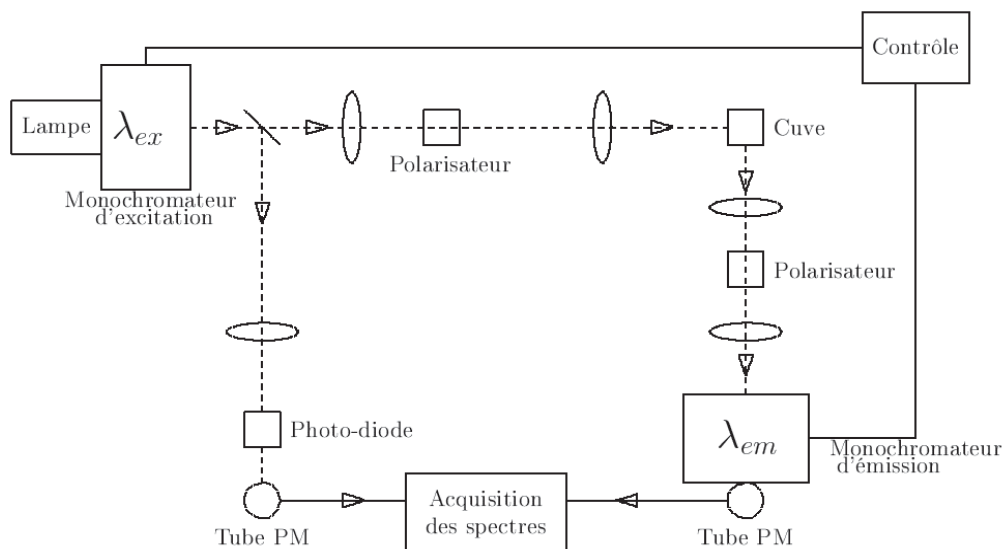 Contrôle
Lampe
λex
Cuve
Polarisateur
Monochromateur
d'excitation
Polarisateur
Photo-diode
λem
Monochromateur
d'émission
Acquisition
des spectres
Tube PM
Tube PM